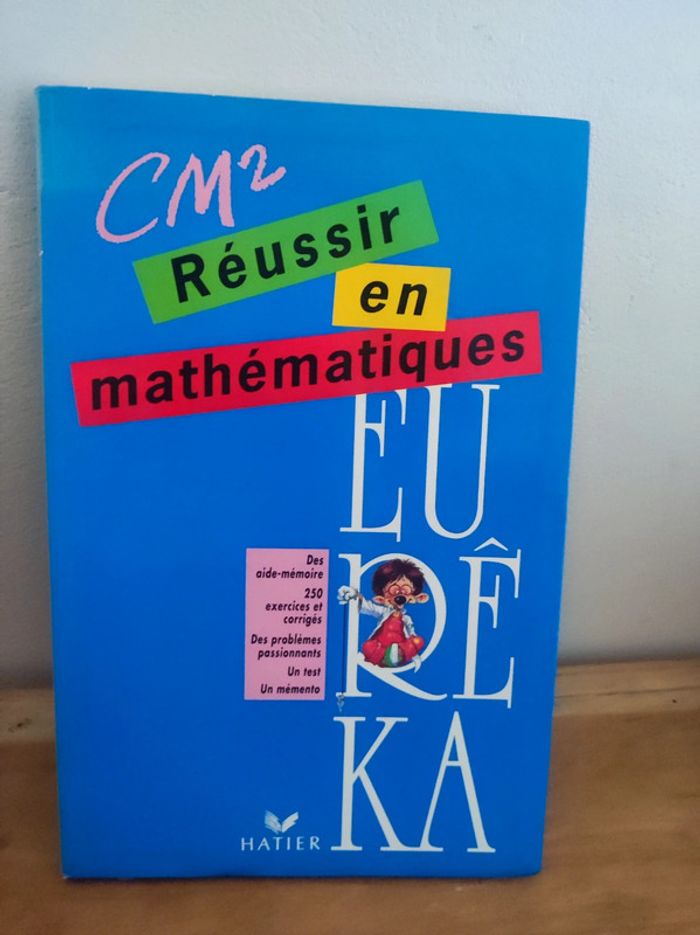 CM2
Réussir
en
mathématiques
EU
RÊ
KA
Des
aide-mémoire
250
exercices et
corrigés
Des problèmes
passionnants
Un test
Un mémento
HATIER